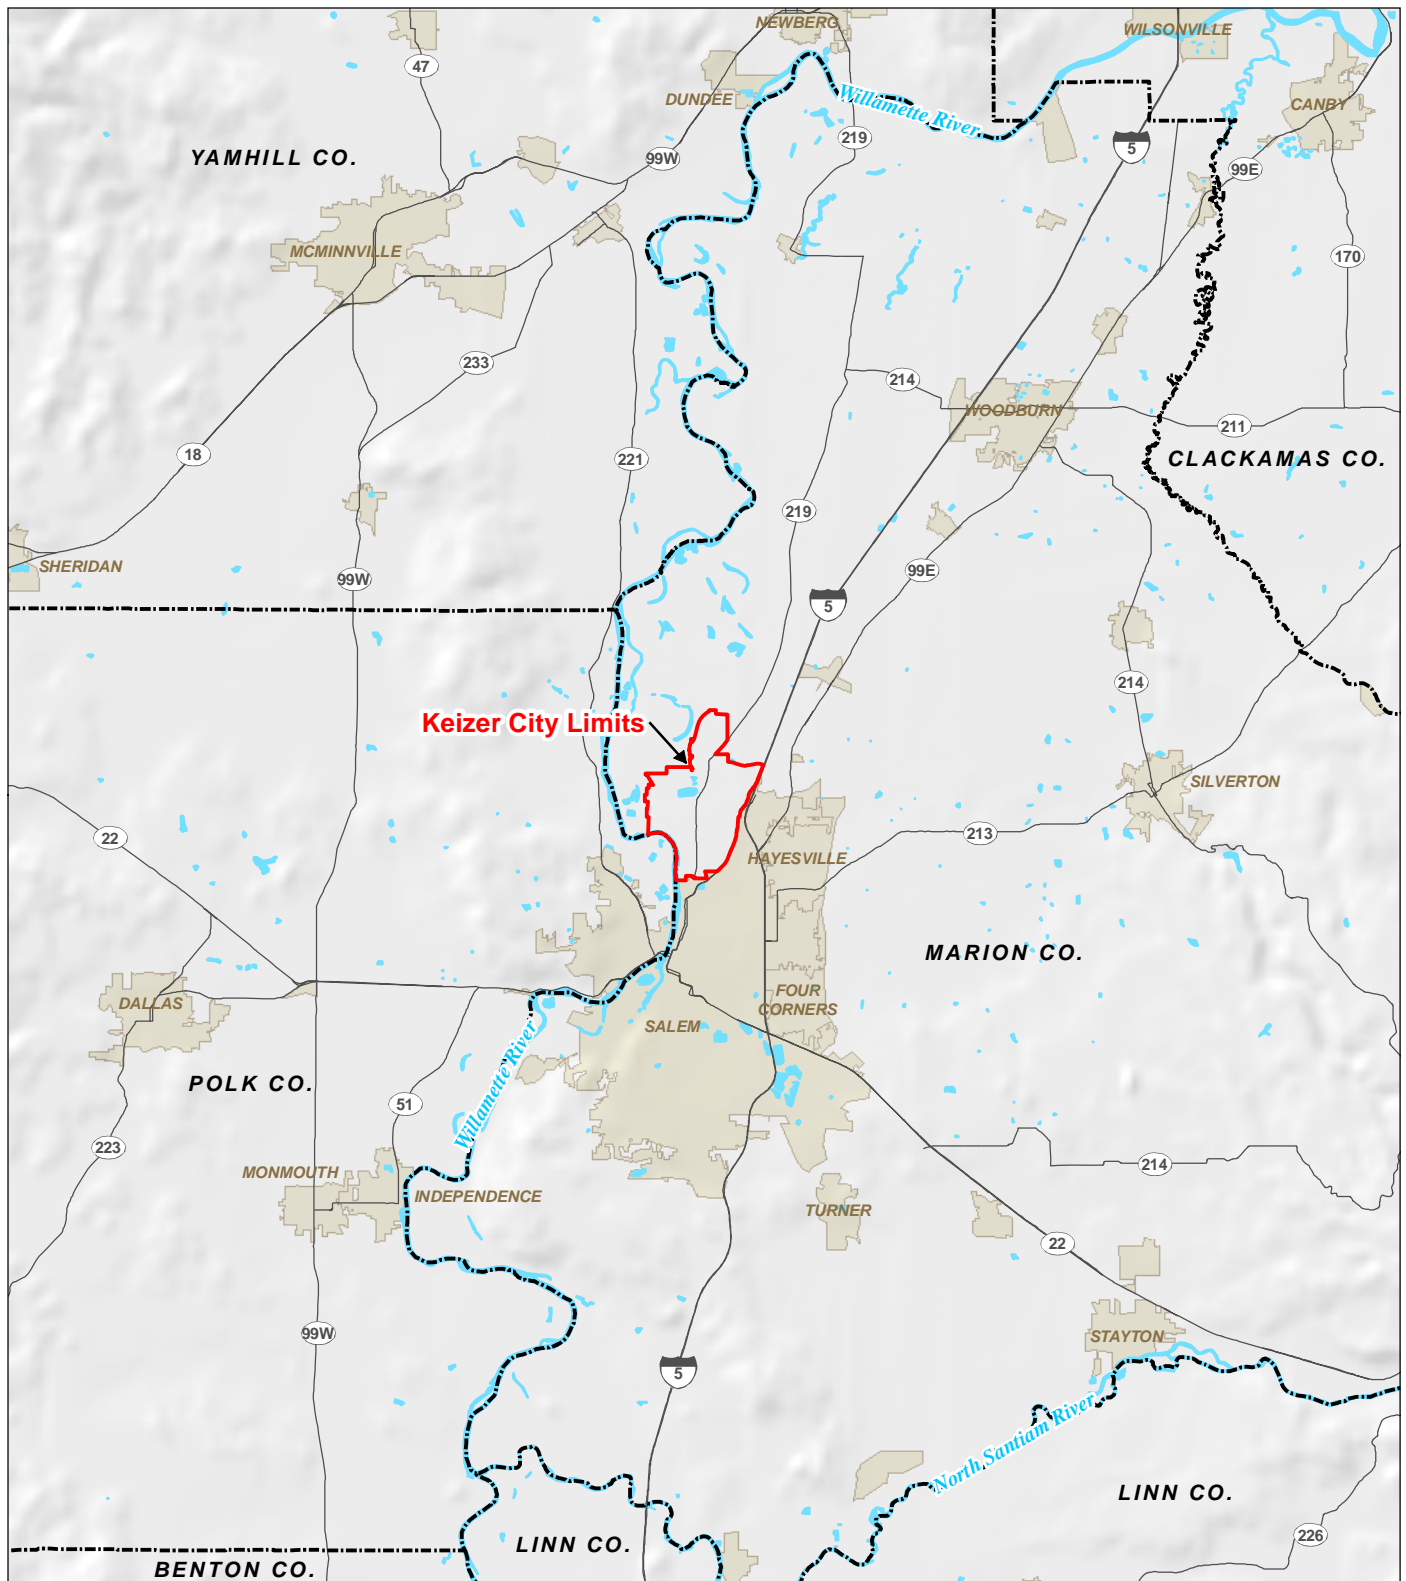 NEWBERG
WILSONVILLE
47
DUNDEE
Willamette River
CANBY
219
5
YAMHILL CO.
99W
99E
MCMINNVILLE
170
233
214
WOODBURN
211
18
221
CLACKAMAS CO.
219
SHERIDAN
99W
99E
5
214
Keizer City Limits
SILVERTON
22
213
HAYESVILLE
MARION CO.
DALLAS
FOUR
CORNERS
SALEM
Willamette River
POLK CO.
51
223
MONMOUTH
214
INDEPENDENCE
TURNER
22
99W
STAYTON
5
North Santiam River
LINN CO.
226
LINN CO.
BENTON CO.